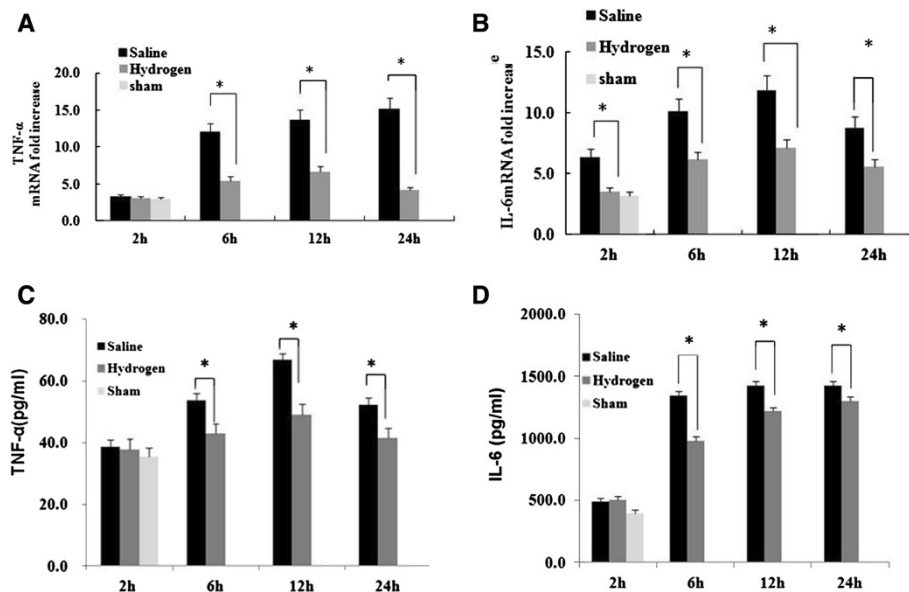 A
Saline
Hydrogen
sham
TNF-α
mRNA fold increase
20.0
15.0
10.0
5.0
0.0
*
*
*
2h 6h 12h 24h
B
Saline
Hydrogen
sham
IL-6mRNA fold increas e
15.0
10.0
5.0
0.0
*
*
*
*
2h 6h 12h 24h
C
Saline
Hydrogen
Sham
TNF-α(pg/ml)
80.0
60.0
40.0
20.0
0.0
*
*
*
2h 6h 12h 24h
D
Saline
Hydrogen
Sham
IL-6 (pg/ml)
2000.0
1500.0
1000.0
500.0
0.0
*
*
*
2h 6h 12h 24h